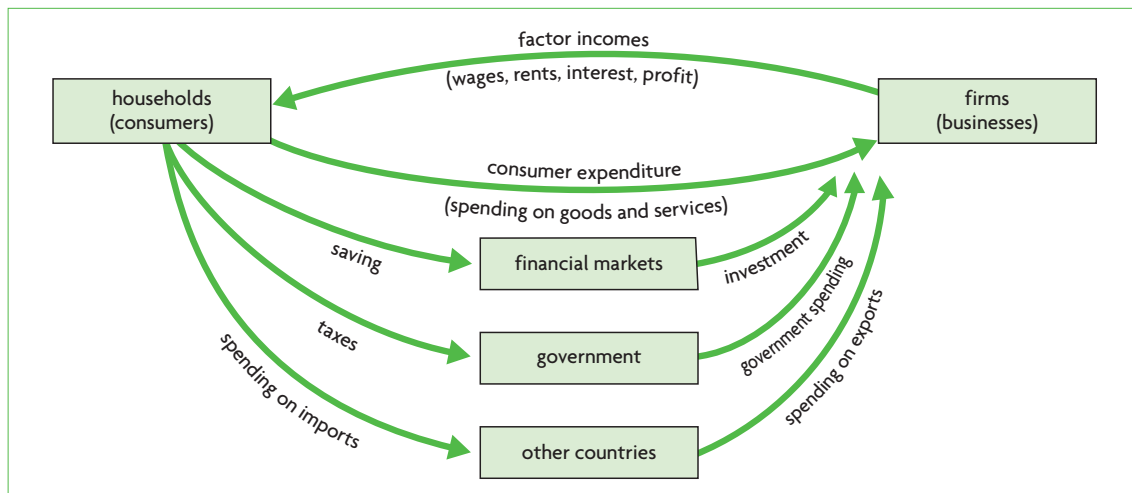 factor incomes
(wages, rents, interest, profit)
households
(consumers)
firms
(businesses)
consumer expenditure
(spending on goods and services)
saving
financial markets
investment
taxes
government
government spending
spending on imports
other countries
spending on exports